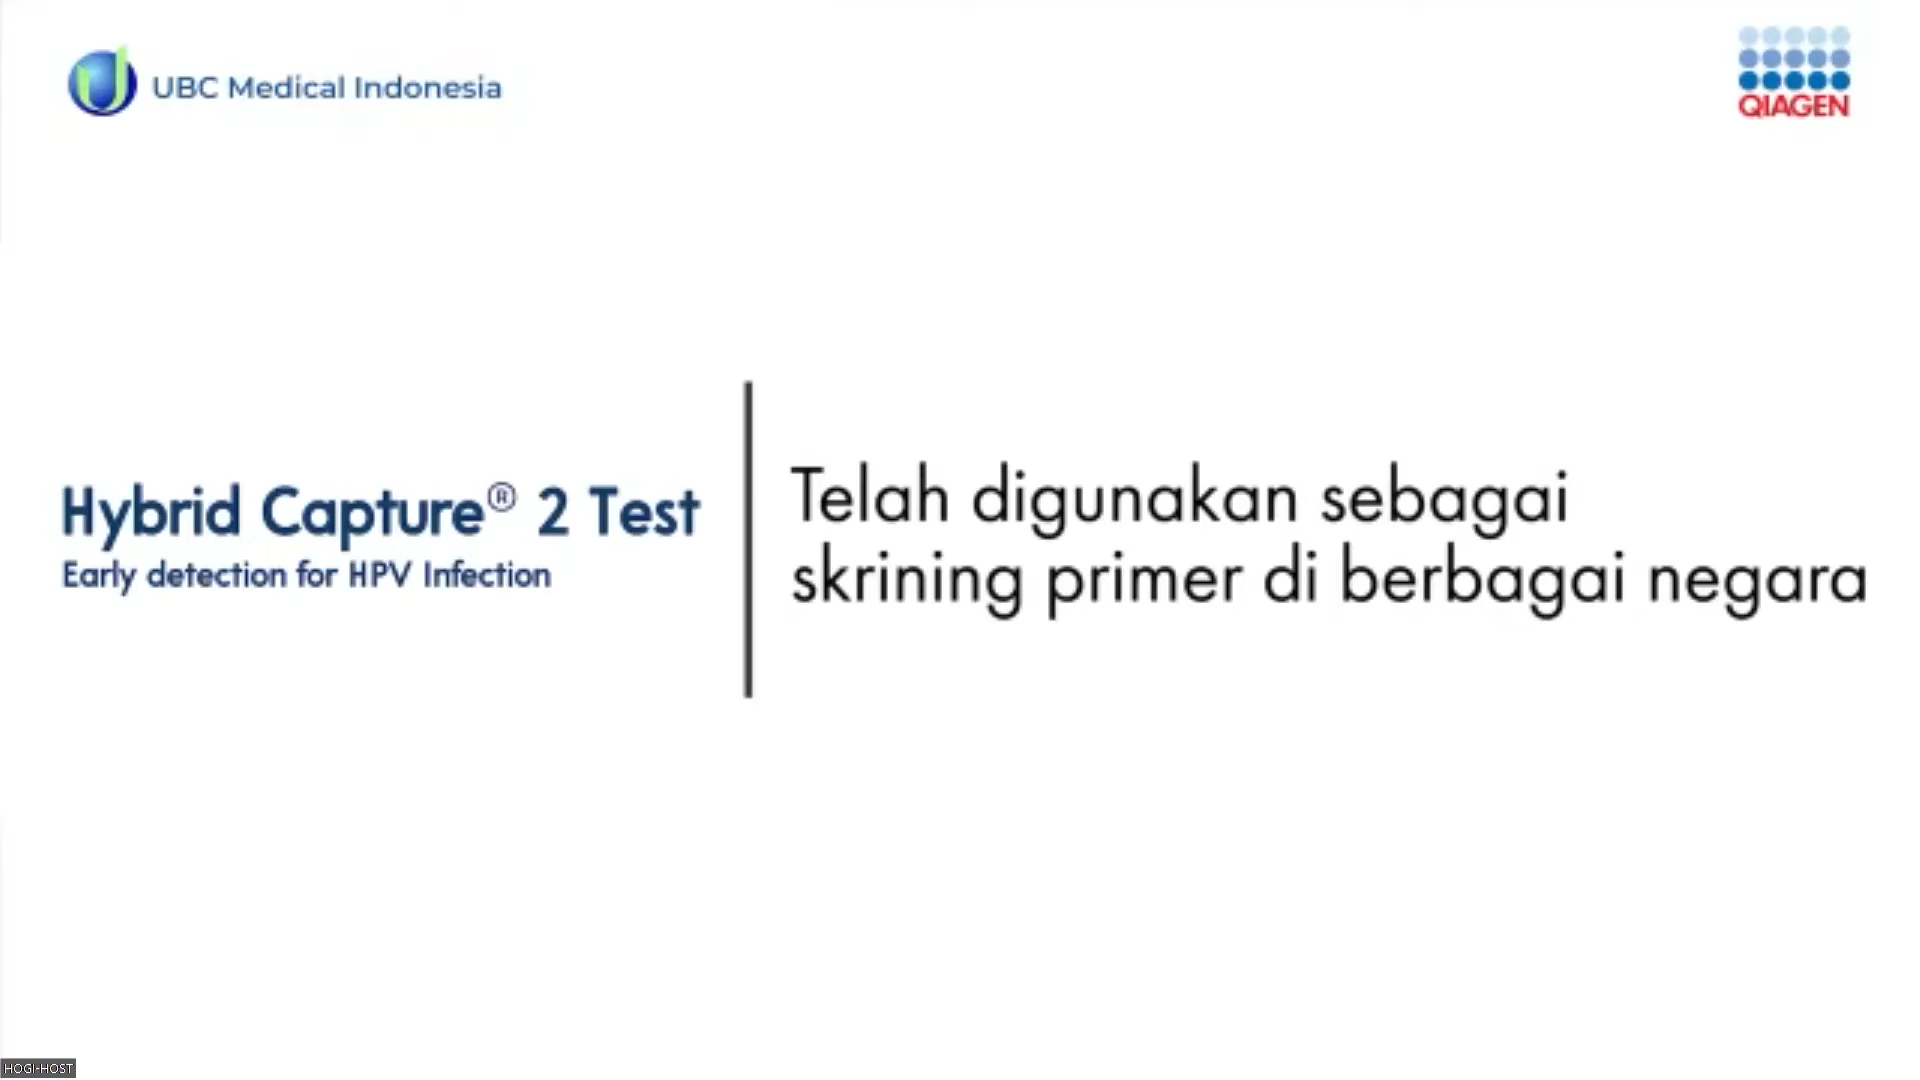 UBC Medical Indonesia
QIAGEN
Hybrid Capture® 2 Test
Early detection for HPV Infection
Telah digunakan sebagai
skrining primer di berbagai negara
HOGI-HOST